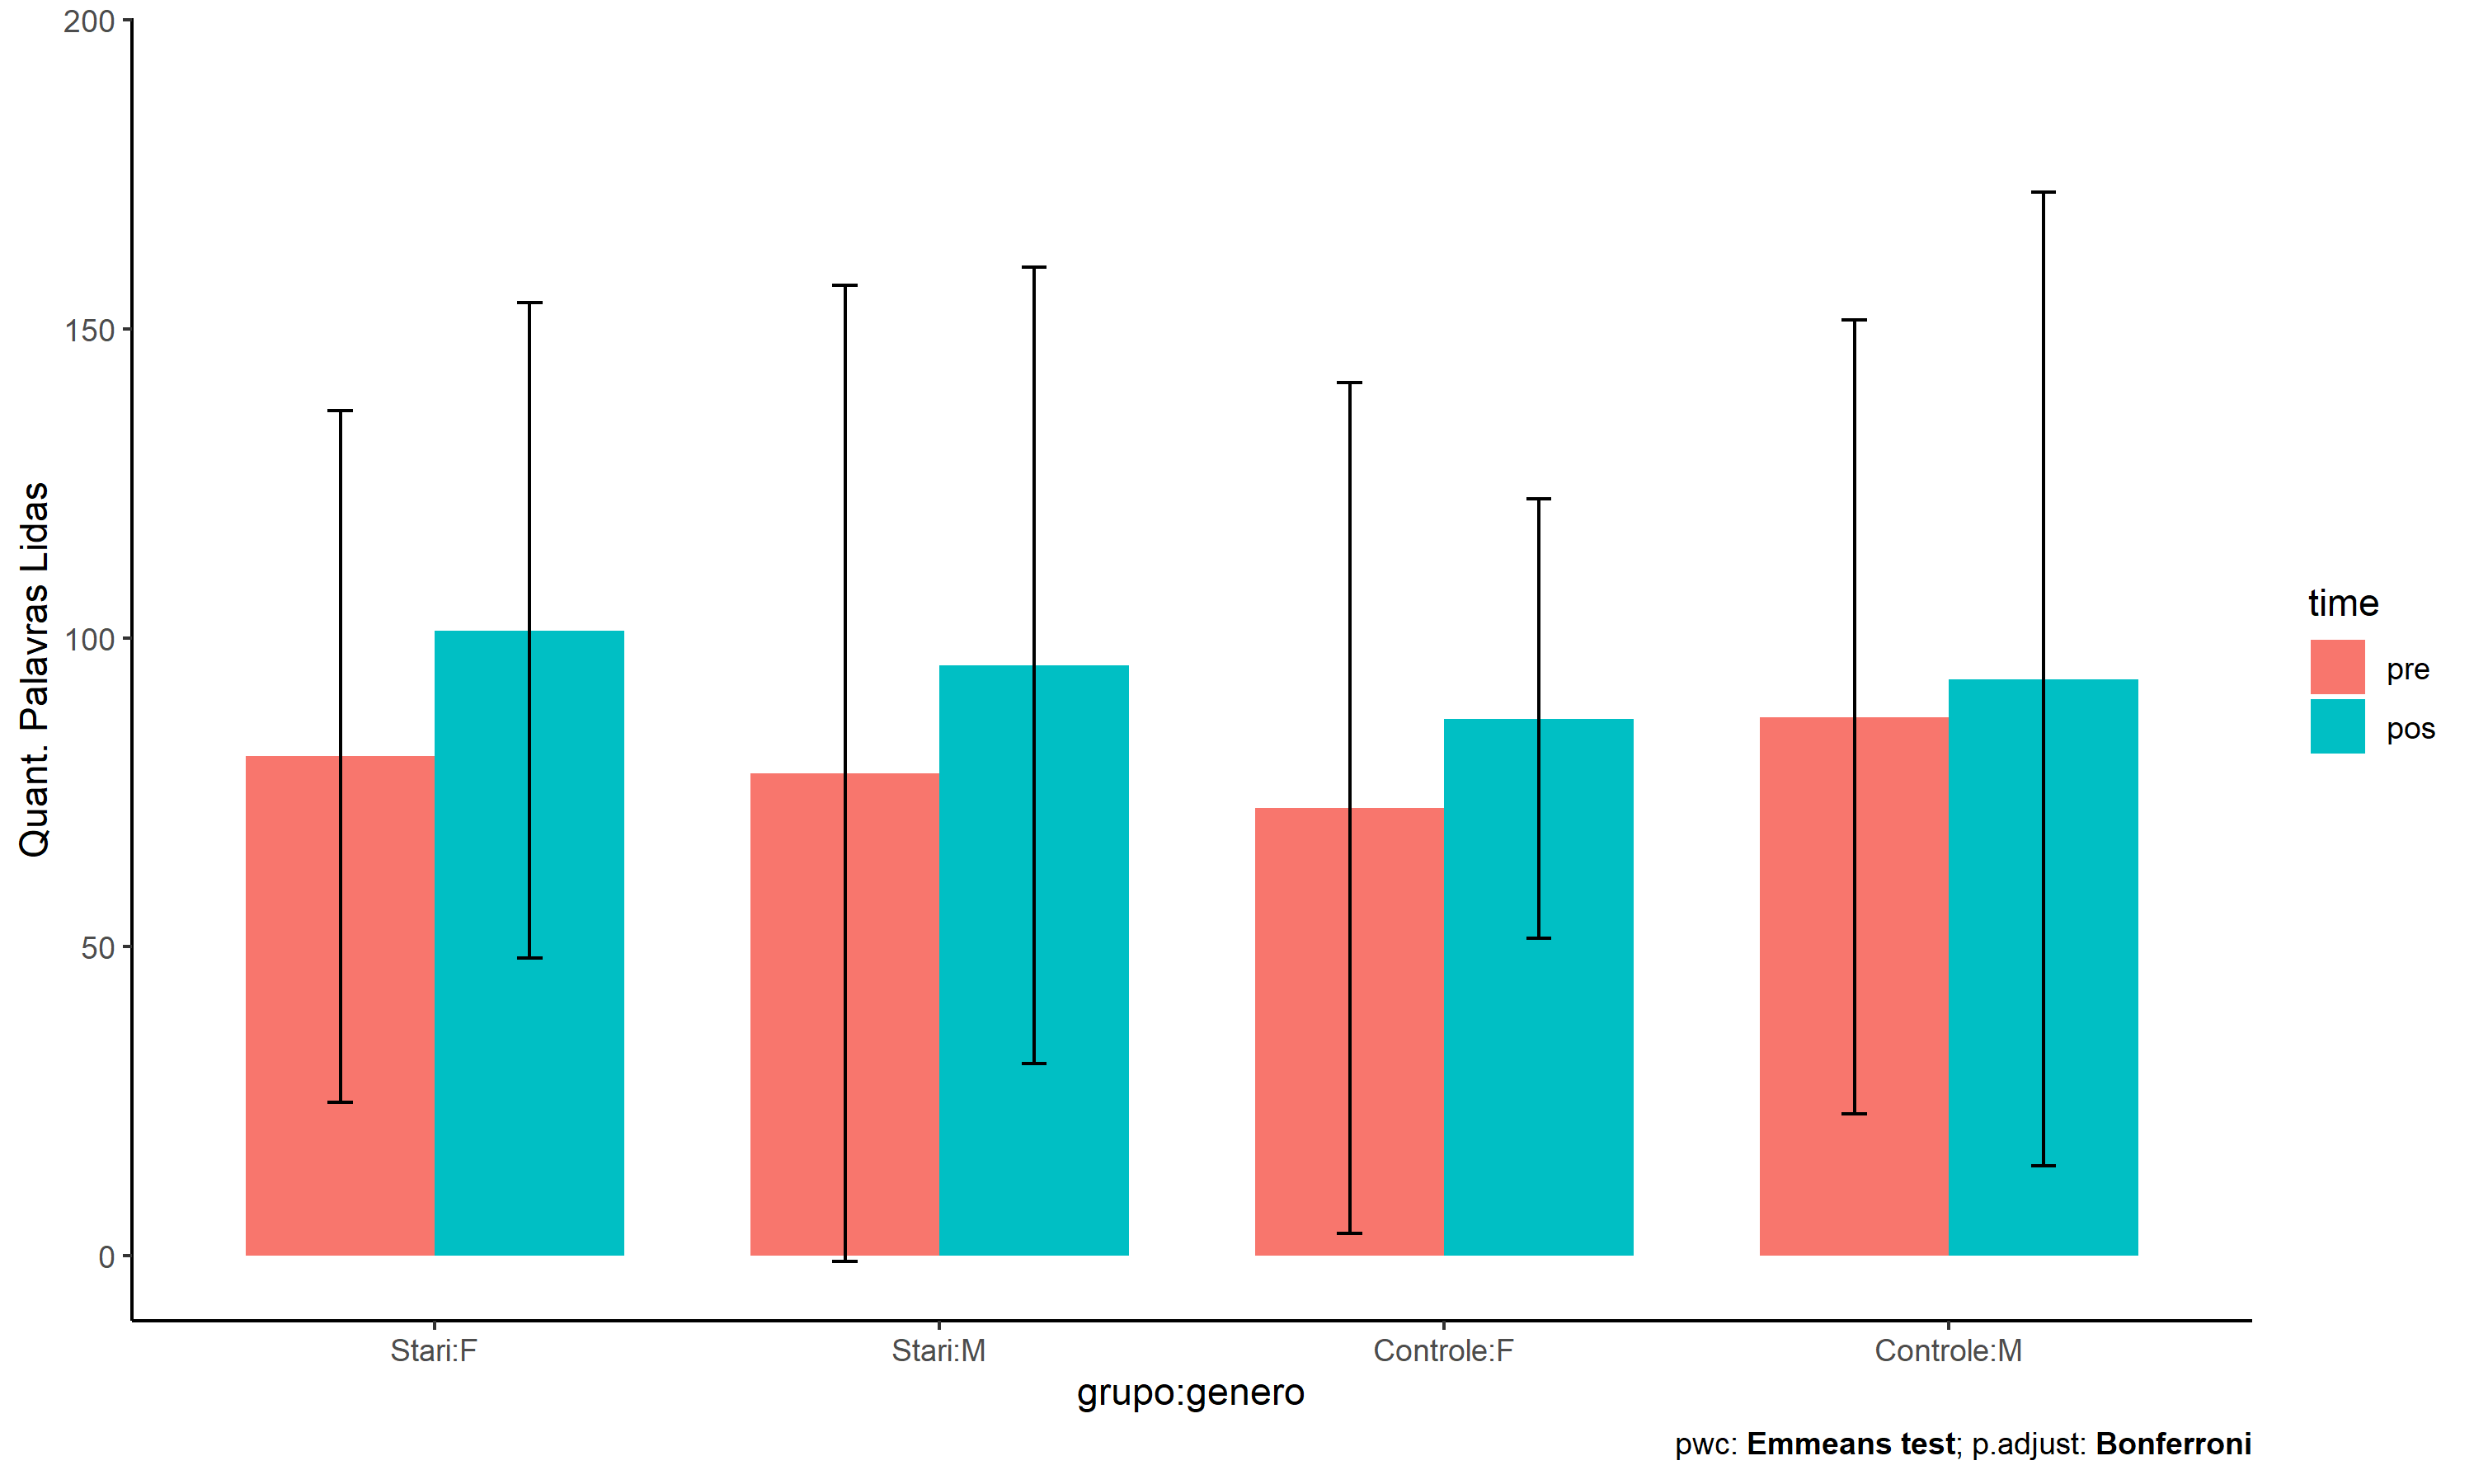 200
150
100
50
0
Quant. Palavras Lidas
Stari:F
Stari:M
Controle:F
Controle:M
grupo:genero
time
pre
pos
pwc: Emmeans test; p.adjust: Bonferroni